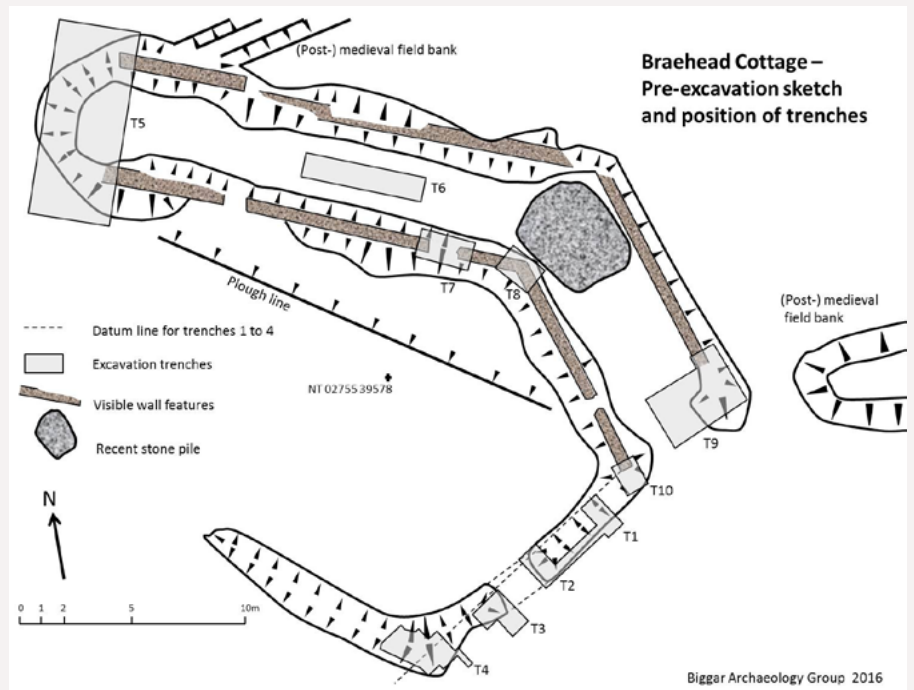 (Post-) medieval field bank
Braehead Cottage –
Pre-excavation sketch
and position of trenches
T5
T6
T7
T8
Plough line
(Post-) medieval
field bank
Datum line for trenches 1 to 4
Excavation trenches
Visible wall features
Recent stone pile
NT 0275539578
T9
T10
T1
T2
T3
T4
N
0 1 2 5 10m
Biggar Archaeology Group 2016